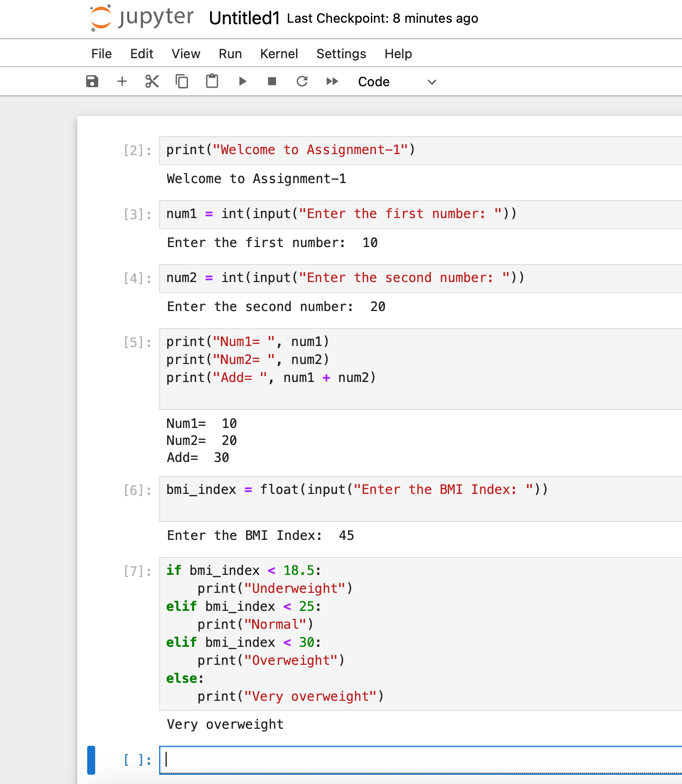 jupyter Untitled1 Last Checkpoint: 8 minutes ago
File Edit View Run Kernel Settings Help
Code
[2]: print("Welcome to Assignment-1")
Welcome to Assignment-1
[3]: num1 = int(input("Enter the first number: "))
Enter the first number:  10
[4]: num2 = int(input("Enter the second number: "))
Enter the second number:  20
[5]: print("Num1= ", num1)
print("Num2= ", num2)
print("Add= ", num1 + num2)
Num1=  10
Num2=  20
Add=  30
[6]: bmi_index = float(input("Enter the BMI Index: "))
Enter the BMI Index:  45
[7]: if bmi_index < 18.5:
    print("Underweight")
elif bmi_index < 25:
    print("Normal")
elif bmi_index < 30:
    print("Overweight")
else:
    print("Very overweight")
Very overweight
[ ]: